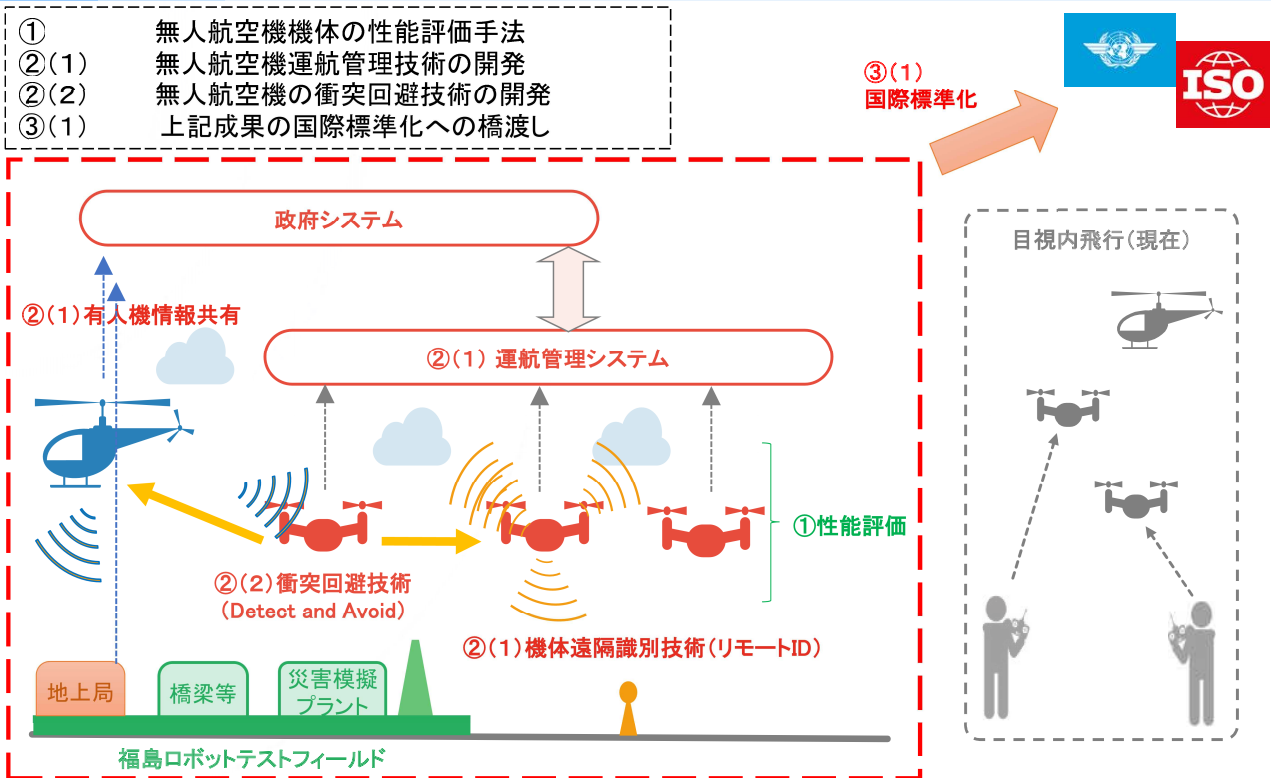 ① 無人航空機機体の性能評価手法
②(1) 無人航空機運航管理技術の開発
②(2) 無人航空機の衝突回避技術の開発
③(1) 上記成果の国際標準化への橋渡し
③(1)
国際標準化
ISO
政府システム
目視内飛行(現在)
②(1)有人機情報共有
②(1) 運航管理システム
①性能評価
②(2)衝突回避技術
(Detect and Avoid)
②(1)機体遠隔識別技術(リモートID)
地上局
橋梁等
災害模擬
プラント
福島ロボットテストフィールド